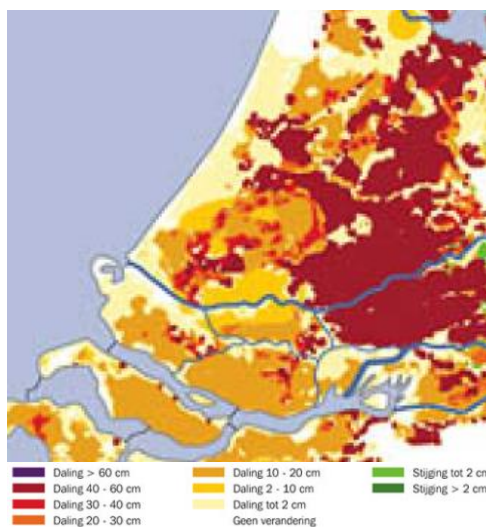 Daling > 60 cm
Daling 40 - 60 cm
Daling 30 - 40 cm
Daling 20 - 30 cm
Daling 10 - 20 cm
Daling 2 - 10 cm
Daling tot 2 cm
Geen verandering
Stijging tot 2 cm
Stijging > 2 cm